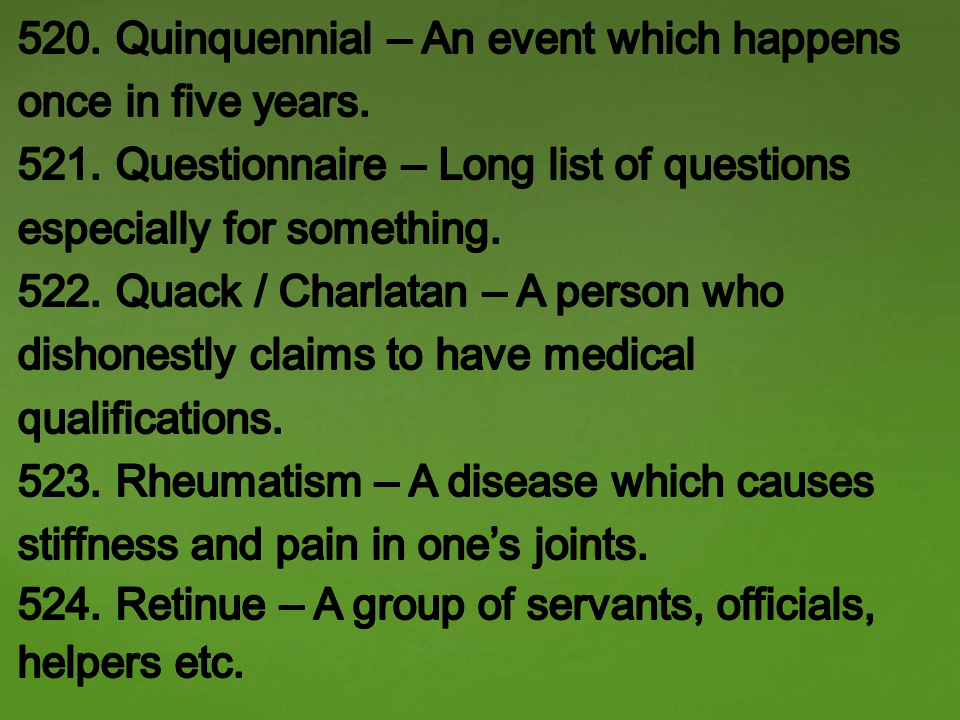 520. Quinquennial – An event which happens
once in five years.
521. Questionnaire – Long list of questions
especially for something.
522. Quack / Charlatan – A person who
dishonestly claims to have medical
qualifications.
523. Rheumatism – A disease which causes
stiffness and pain in one’s joints.
524. Retinue – A group of servants, officials,
helpers etc.